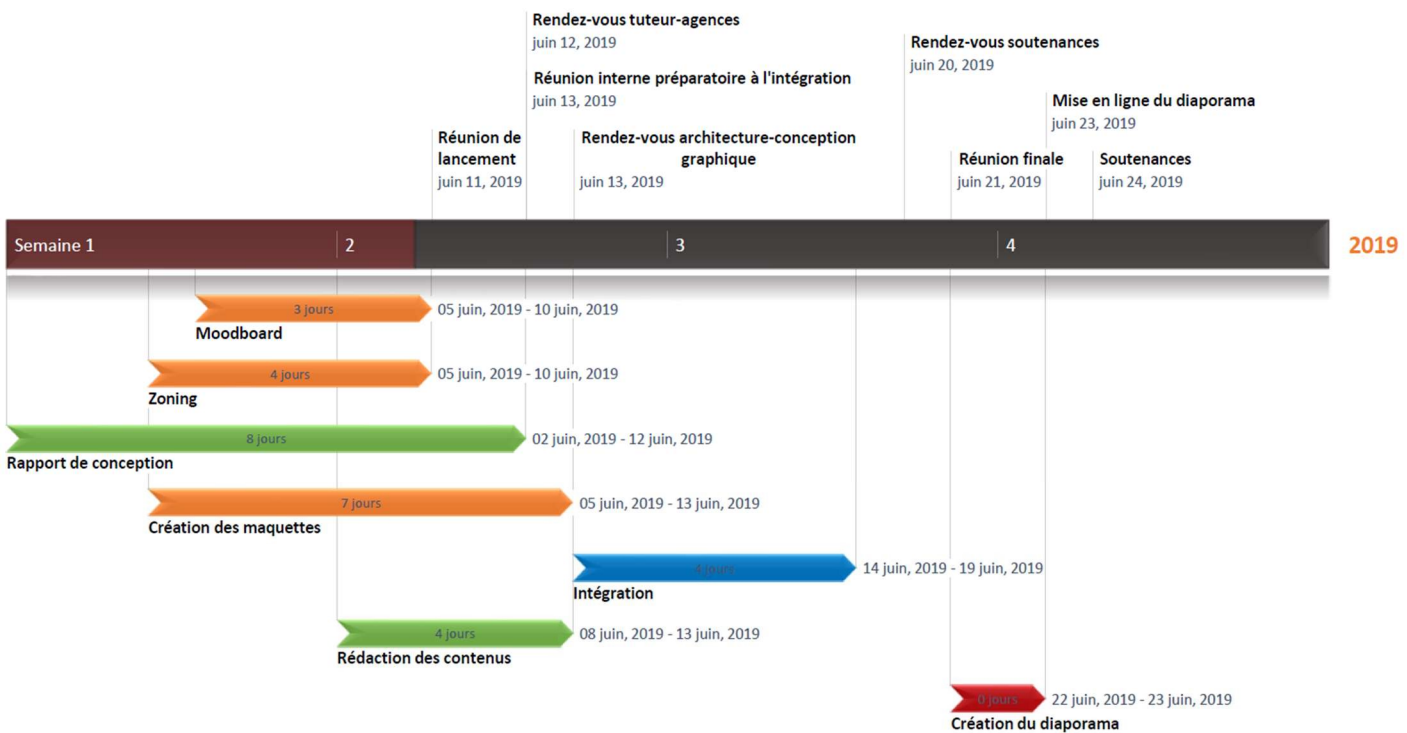 Rendez-vous tuteur-agences
juin 12, 2019
Réunion interne préparatoire à l'intégration
juin 13, 2019
Rendez-vous soutenances
juin 20, 2019
Mise en ligne du diaporama
juin 23, 2019
Réunion de
lancement
juin 11, 2019
Rendez-vous architecture-conception
graphique
juin 13, 2019
Réunion finale
juin 21, 2019
Soutenances
juin 24, 2019
Semaine 1 2 3 4 2019
3 jours 05 juin, 2019 - 10 juin, 2019
Moodboard
4 jours 05 juin, 2019 - 10 juin, 2019
Zoning
8 jours 02 juin, 2019 - 12 juin, 2019
Rapport de conception
7 jours 05 juin, 2019 - 13 juin, 2019
Création des maquettes
4 jours 14 juin, 2019 - 19 juin, 2019
Intégration
4 jours 08 juin, 2019 - 13 juin, 2019
Rédaction des contenus
0 jours 22 juin, 2019 - 23 juin, 2019
Création du diaporama